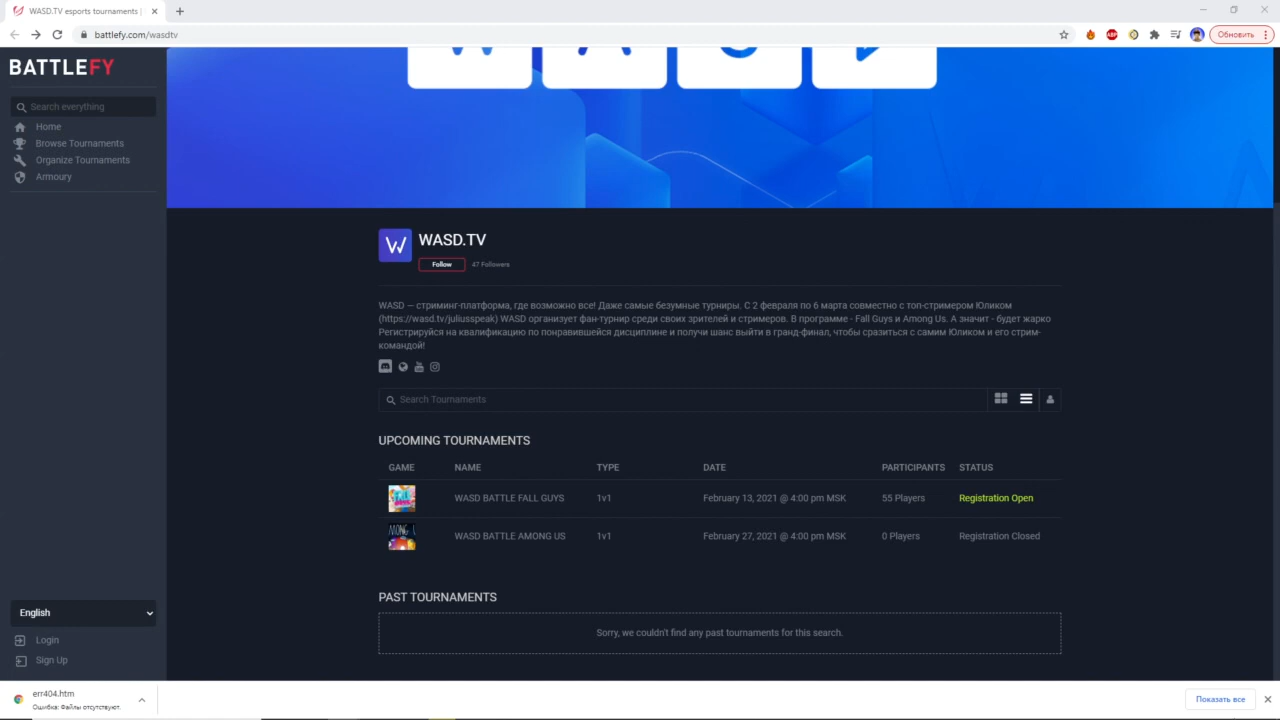 WASD.TV esports tournaments |
battlefy.com/wasdtv
Обновить
BATTLEFY
Search everything
Home
Browse Tournaments
Organize Tournaments
Armoury
WASD.TV
Follow
47 Followers
WASD — стриминг-платформа, где возможно все! Даже самые безумные турниры. С 2 февраля по 6 марта совместно с топ-стримером Юликом
(https://wasd.tv/juliusspeak) WASD организует фан-турнир среди своих зрителей и стримеров. В программе - Fall Guys и Among Us. А значит - будет жарко
Регистрируйся на квалификацию по понравившейся дисциплине и получи шанс выйти в гранд-финал, чтобы сразиться с самим Юликом и его стрим-
командой!
Search Tournaments
UPCOMING TOURNAMENTS
GAME NAME TYPE DATE PARTICIPANTS STATUS
WASD BATTLE FALL GUYS 1v1 February 13, 2021 @ 4:00 pm MSK 55 Players Registration Open
WASD BATTLE AMONG US 1v1 February 27, 2021 @ 4:00 pm MSK 0 Players Registration Closed
PAST TOURNAMENTS
Sorry, we couldn't find any past tournaments for this search.
English
Login
Sign Up
err404.htm
Ошибка: Файлы отсутствуют.
Показать все